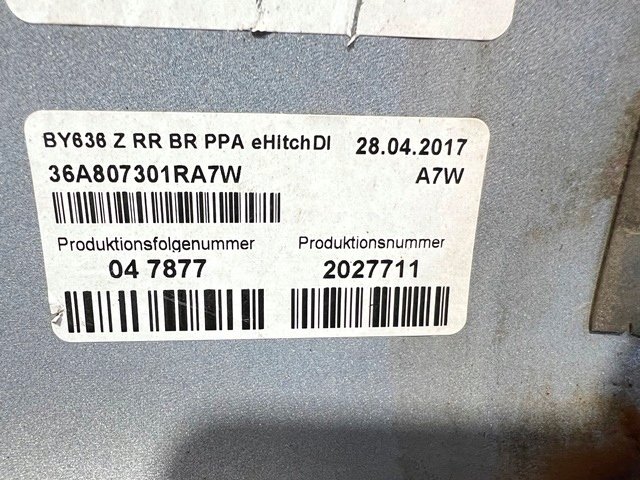 BY636 Z RR BR PPA eHitchDI 28.04.2017
36A807301RA7W A7W
Produktionsfolgenummer Produktionsnummer
04 7877 2027711